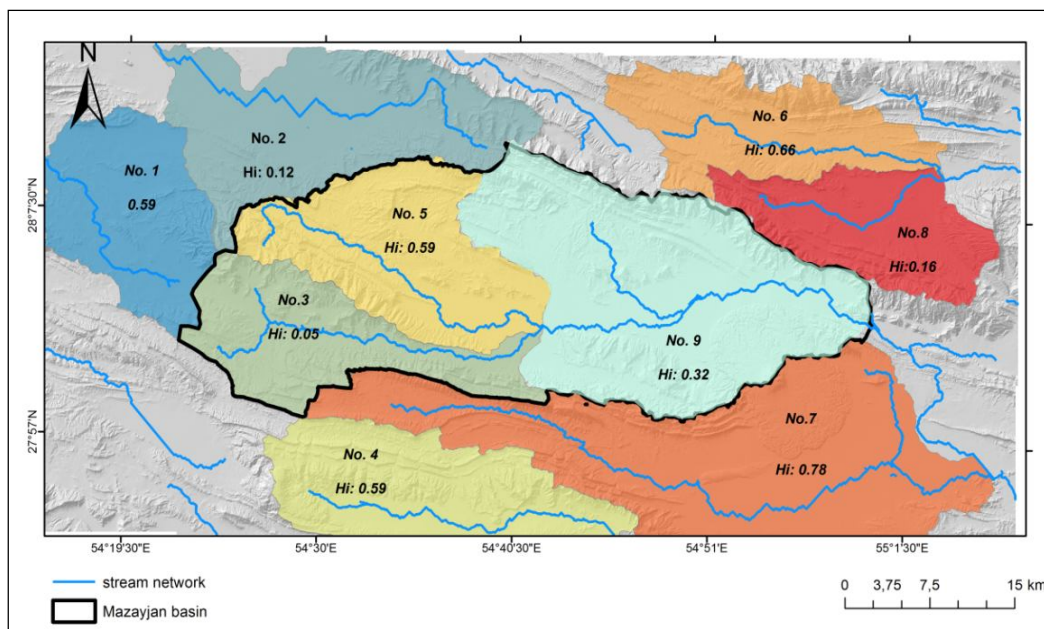 N
No. 1
0.59
No. 2
Hi: 0.12
No. 6
Hi: 0.66
No. 5
Hi: 0.59
No.8
Hi:0.16
No.3
Hi: 0.05
No. 9
Hi: 0.32
No.7
Hi: 0.78
No. 4
Hi: 0.59
28°7'30"N
27°57'N
54°19'30"E
54°30'E
54°40'30"E
54°51'E
55°1'30"E
stream network
Mazayjan basin
0 3,75 7,5 15 km